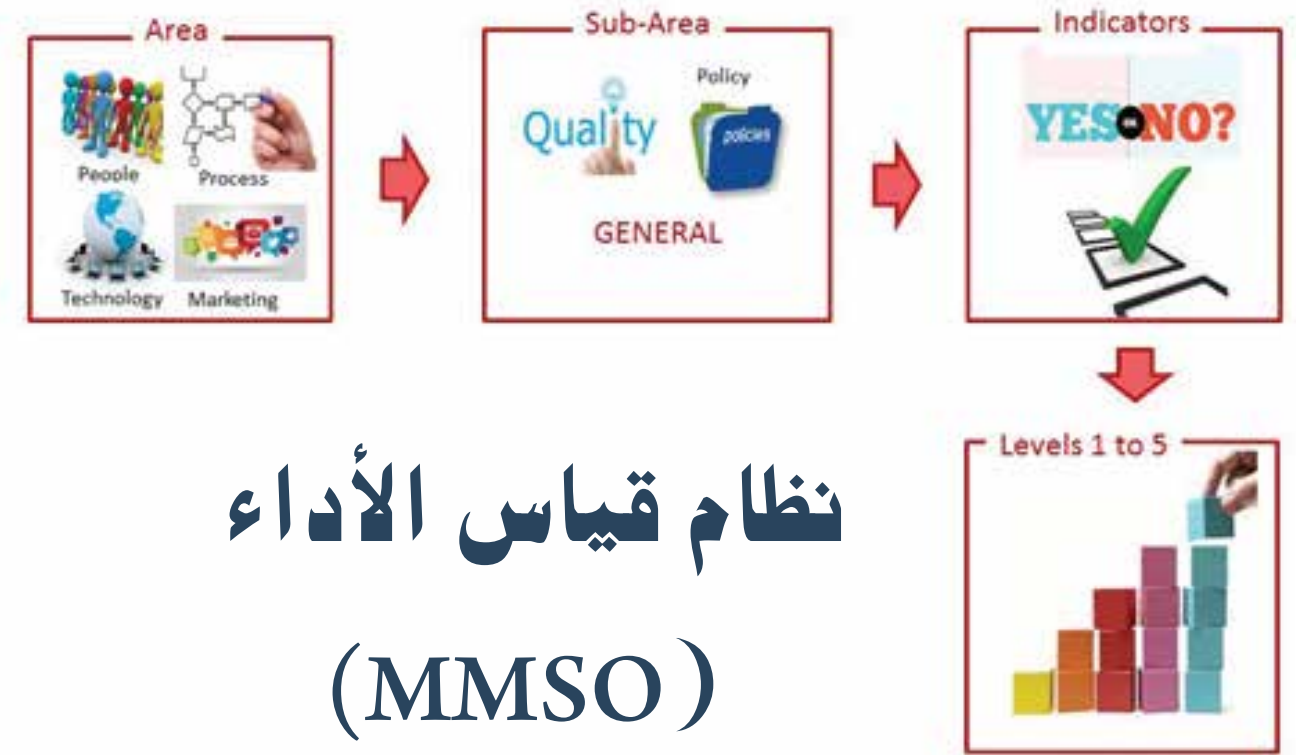 Area
People
Process
Technology
Marketing
Sub-Area
Quality
Policy
policies
GENERAL
Indicators
YES OR NO?
Levels 1 to 5
نظام قياس الأداء
(MMSO)